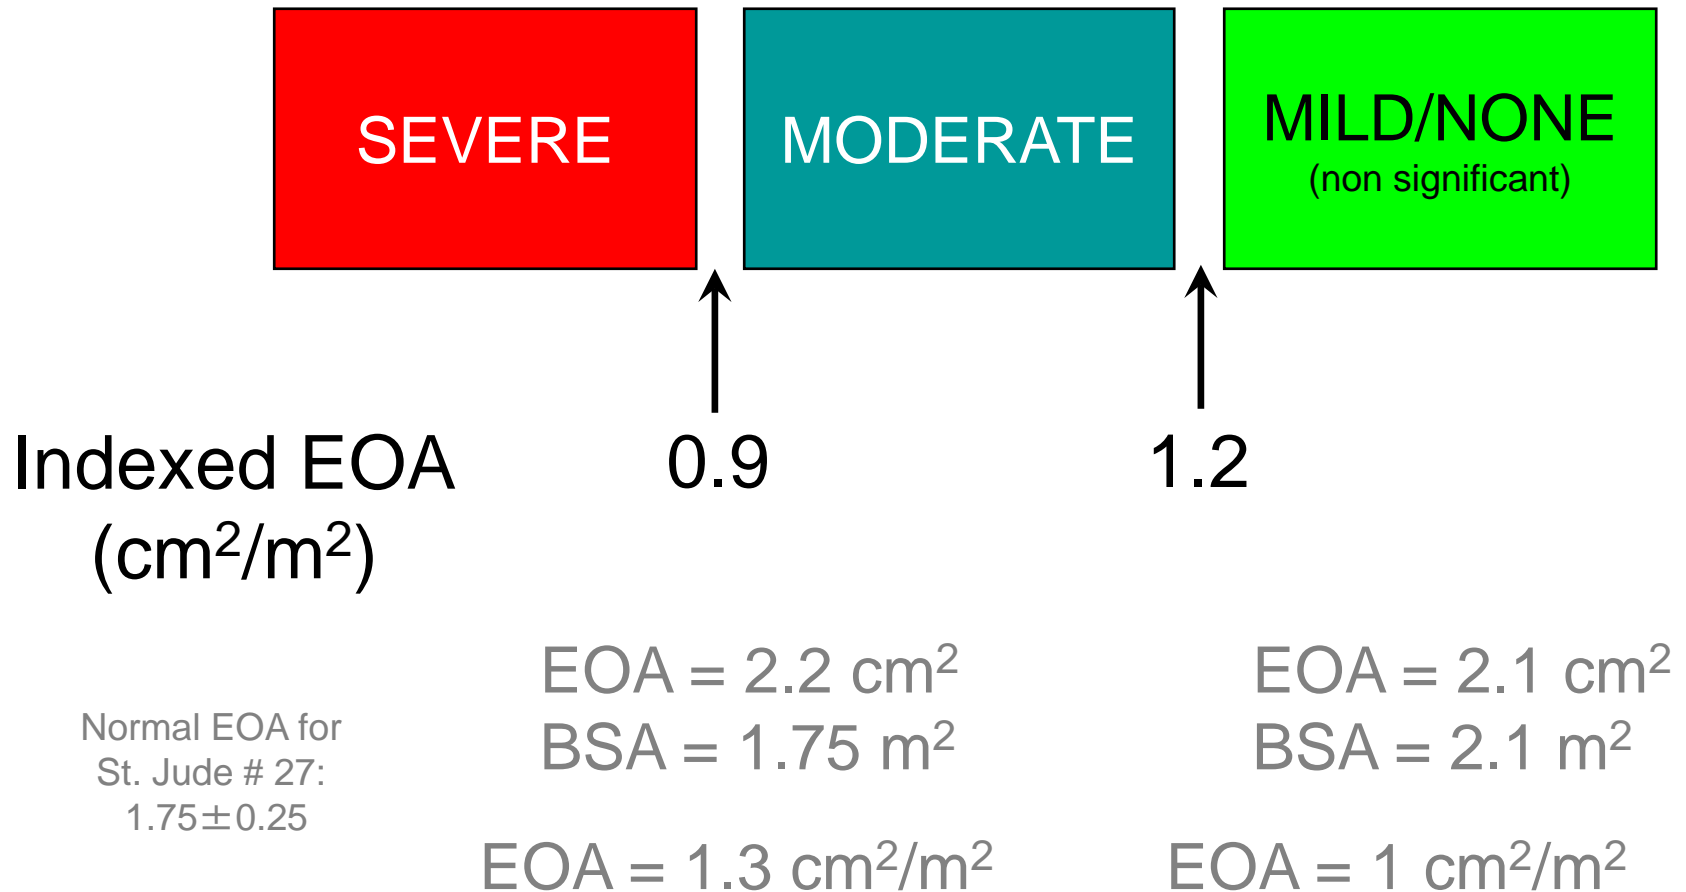 SEVERE
MODERATE
MILD/NONE
(non significant)
Indexed EOA
(cm²/m²)
0.9
1.2
Normal EOA for
St. Jude # 27:
1.75±0.25
EOA = 2.2 cm²
BSA = 1.75 m²
EOA = 1.3 cm²/m²
EOA = 2.1 cm²
BSA = 2.1 m²
EOA = 1 cm²/m²